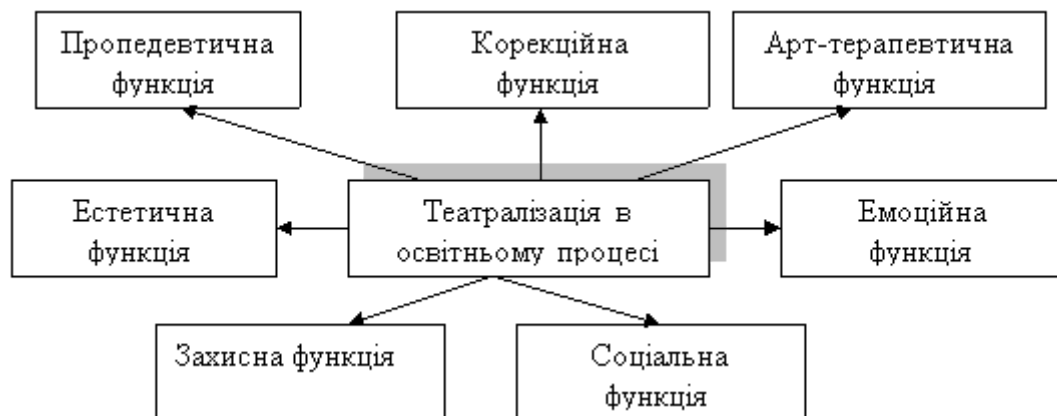 Пропедевтична
функція
Корекційна
функція
Арт-терапевтична
функція
Естетична
функція
Театралізація в
освітньому процесі
Емоційна
функція
Захисна функція
Соціальна
функція